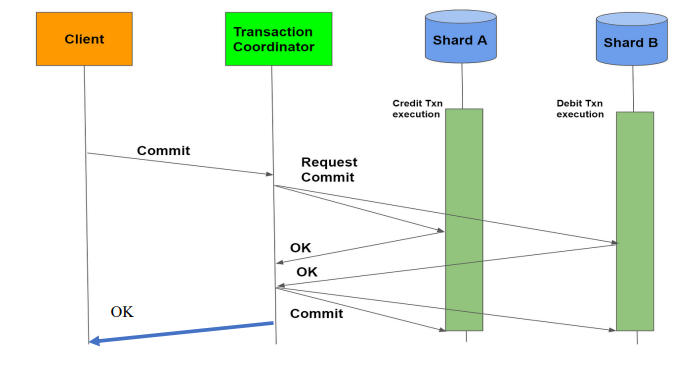 Client
Transaction
Coordinator
Shard A
Shard B
Credit Txn
execution
Debit Txn
execution
Commit
Request
Commit
OK
OK
Commit
OK